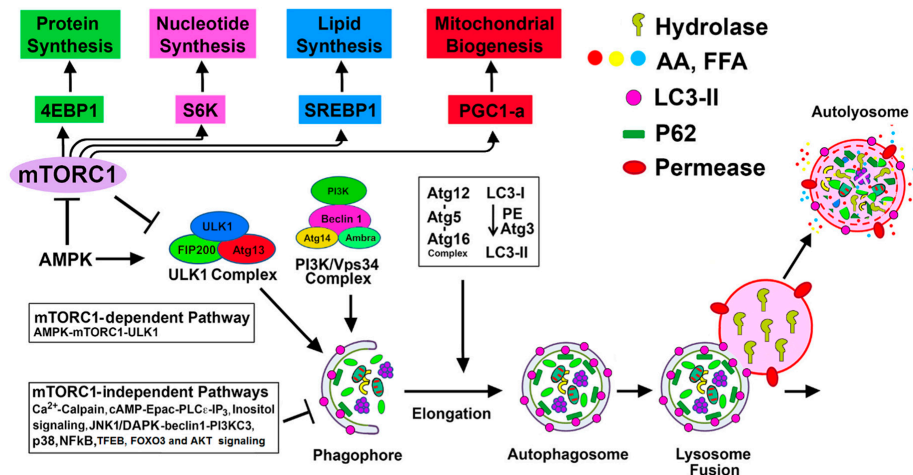 Protein
Synthesis
Nucleotide
Synthesis
Lipid
Synthesis
Mitochondrial
Biogenesis
4EBP1
S6K
SREBP1
PGC1-a
mTORC1
AMPK
ULK1
FIP200
Atg13
ULK1 Complex
PI3K
Beclin 1
Atg14
Ambra
PI3K/Vps34
Complex
Atg12
Atg5
Atg16
Complex
LC3-I
PE
Atg3
LC3-II
Hydrolase
AA, FFA
LC3-II
P62
Permease
Autolyosome
mTORC1-dependent Pathway
AMPK-mTORC1-ULK1
mTORC1-independent Pathways
Ca²⁺-Calpain, cAMP-Epac-PLCε-IP₃, Inositol
signaling, JNK1/DAPK-beclin1-PI3KC3,
p38, NFkB, TFEB, FOXO3 and AKT signaling
Phagophore
Elongation
Autophagosome
Lysosome
Fusion